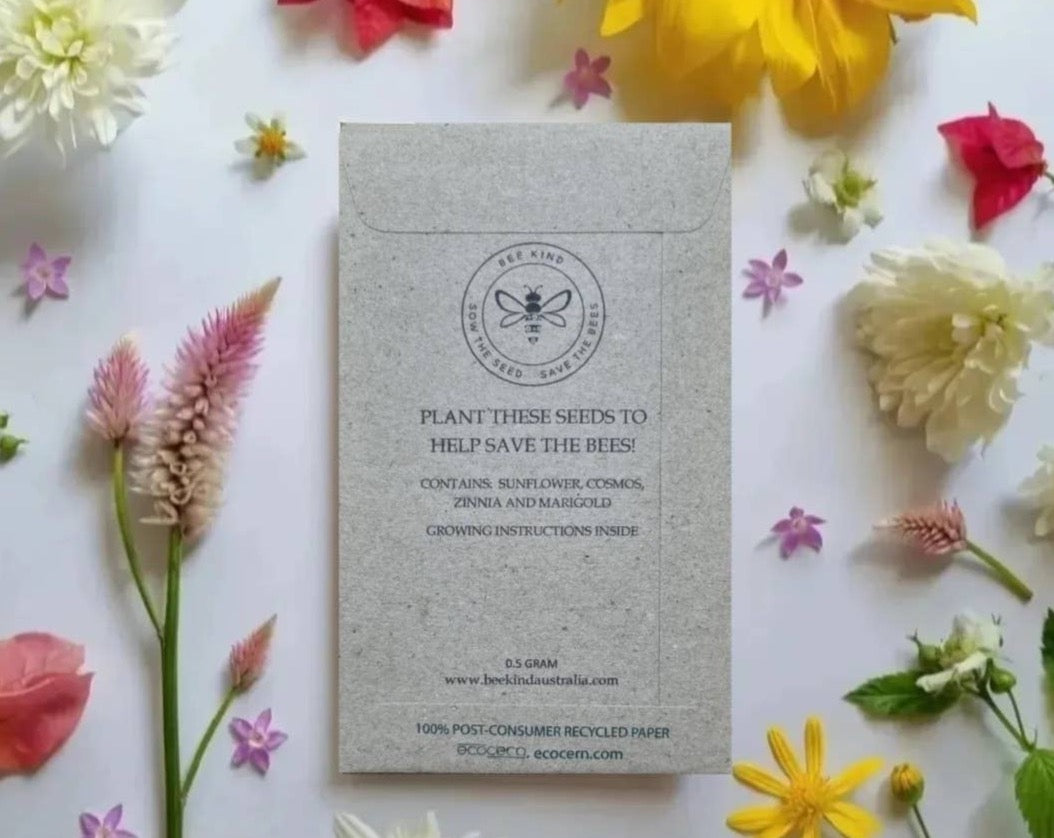 BEE KIND
SOW THE SEED SAVE THE BEES
PLANT THESE SEEDS TO
HELP SAVE THE BEES!
CONTAINS: SUNFLOWER, COSMOS,
ZINNIA AND MARIGOLD
GROWING INSTRUCTIONS INSIDE
0.5 GRAM
www.beekindaustralia.com
100% POST-CONSUMER RECYCLED PAPER
ecocern. ecocern.com